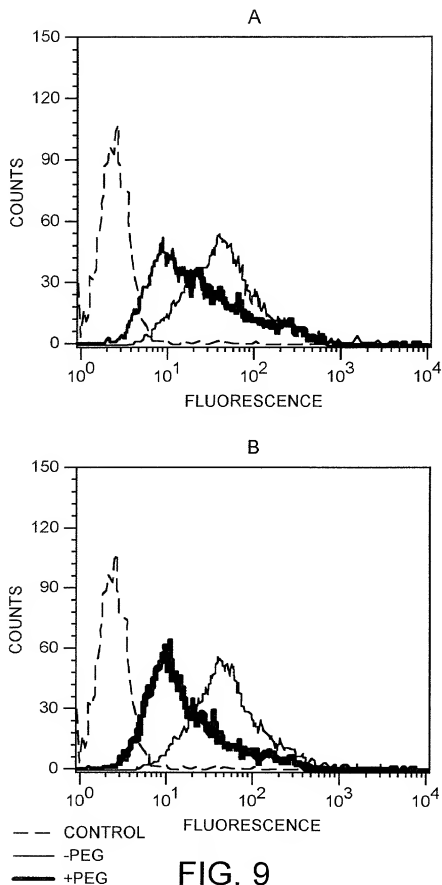 A
150
120
90
60
30
0
COUNTS
10^0 10^1 10^2 10^3 10^4
FLUORESCENCE
B
150
120
90
60
30
0
COUNTS
10^0 10^1 10^2 10^3 10^4
FLUORESCENCE
CONTROL
-PEG
+PEG
FIG. 9